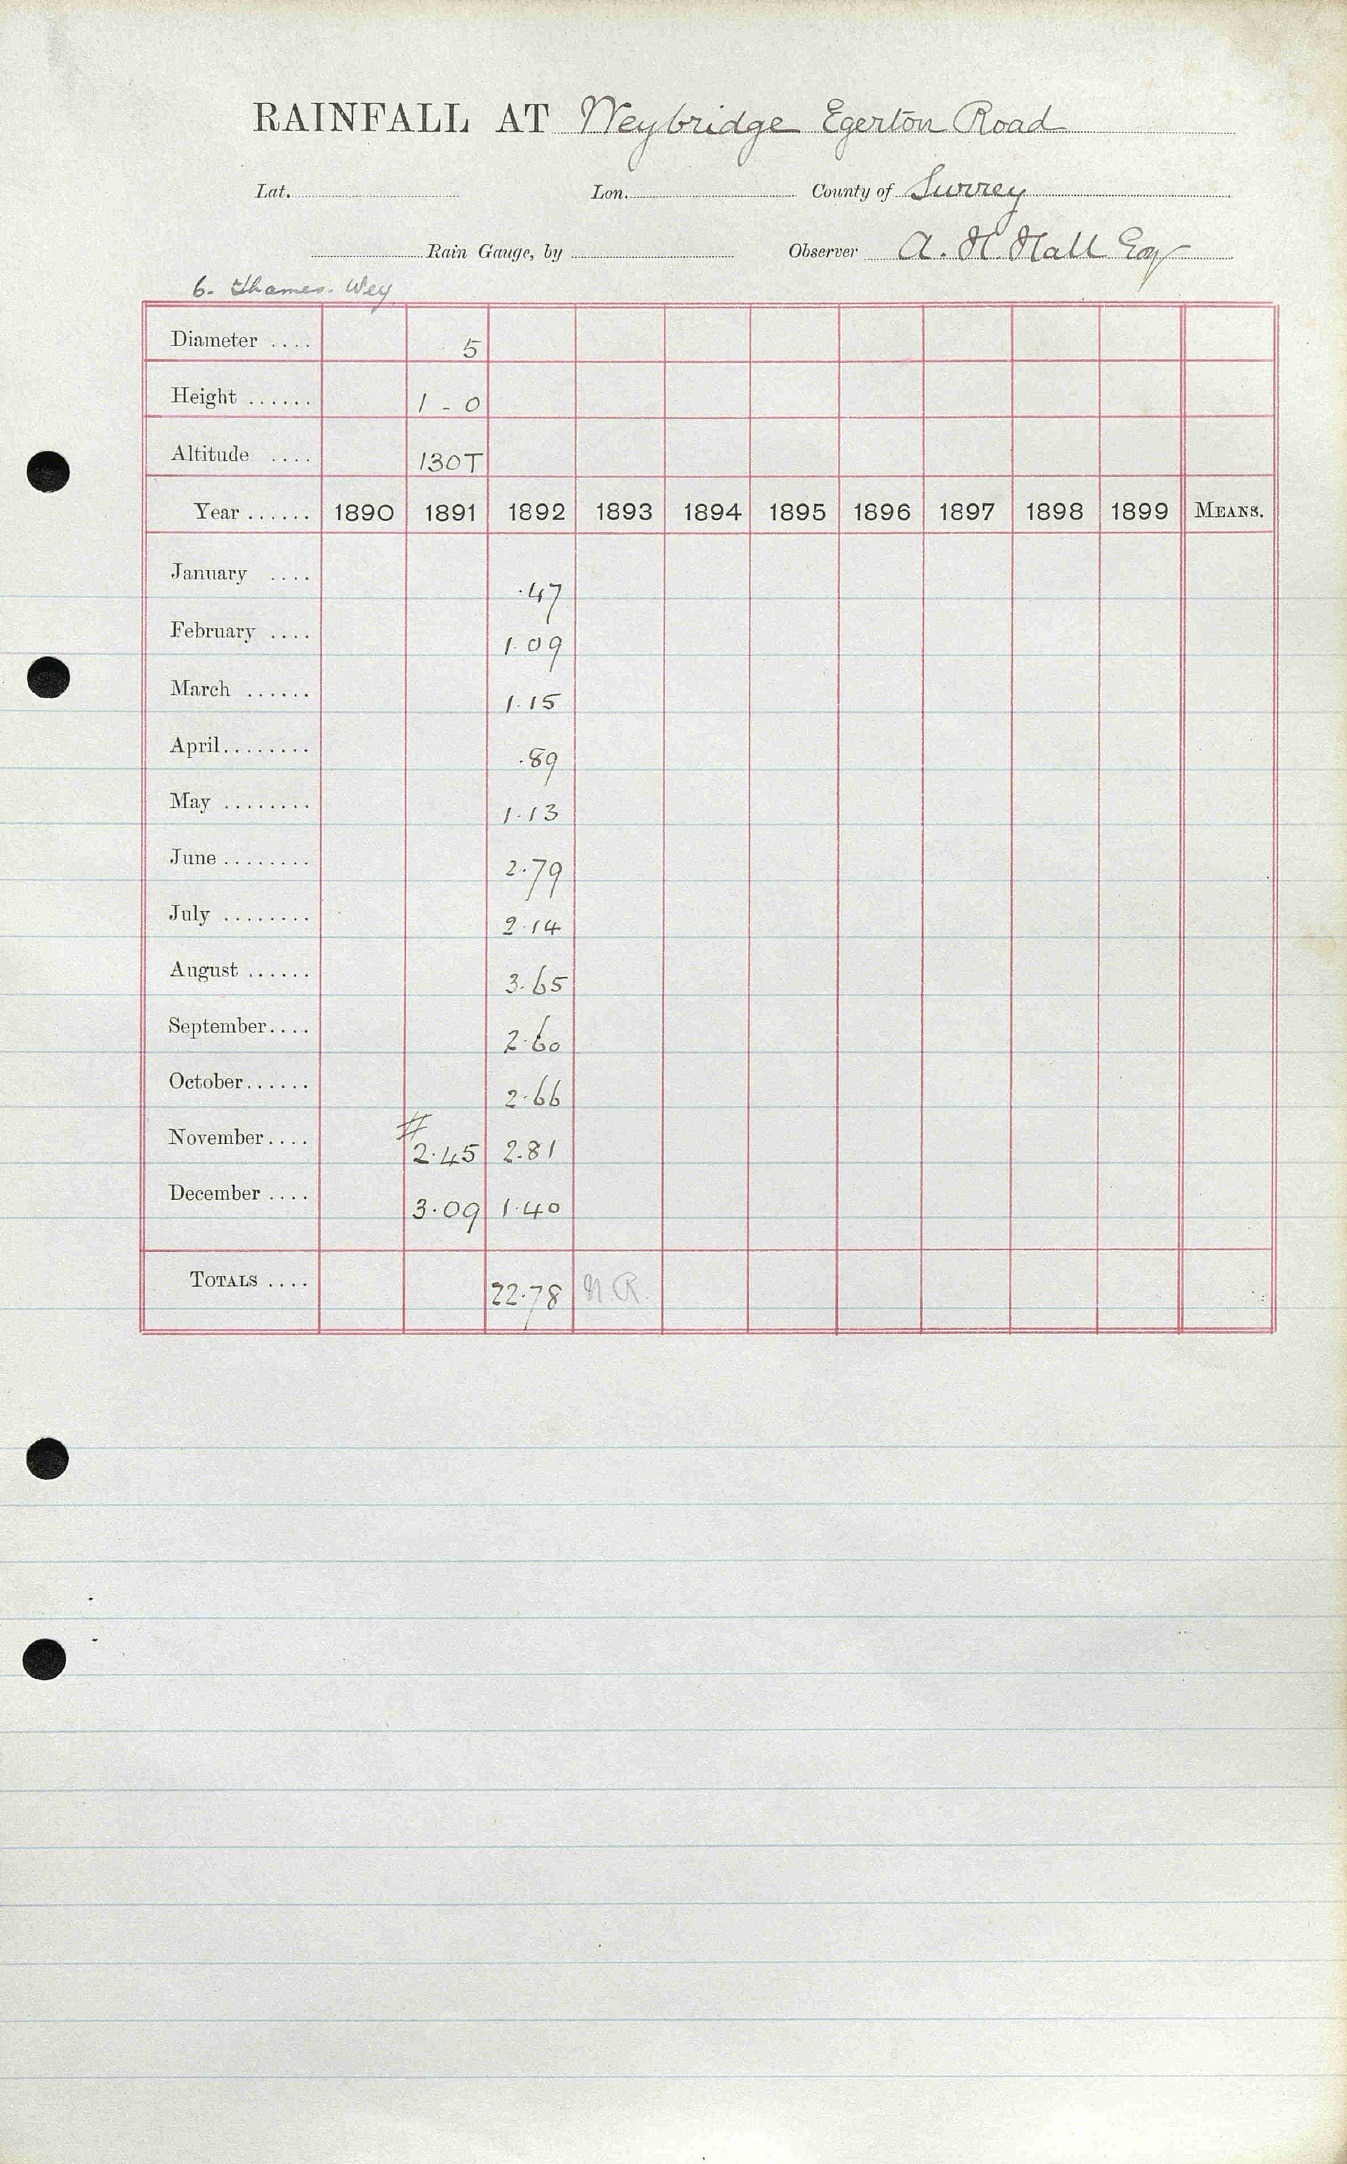 RAINFALL AT Weybridge Egerton Road
Lat. Lon. County of Surrey
Rain Gauge, by Observer A. H. Hall Esq
6. Thames. Wey
Diameter .... 5
Height ...... 1 - 0
Altitude .... 130T
Year ...... 1890 1891 1892 1893 1894 1895 1896 1897 1898 1899 MEANS.
January .... .47
February .... 1.09
March ...... 1.15
April ........ .89
May ........ 1.13
June ........ 2.79
July ........ 2.14
August ...... 3.65
September .... 2.60
October ...... 2.66
November .... # 2.45 2.81
December .... 3.09 1.40
TOTALS .... 22.78 N.R.